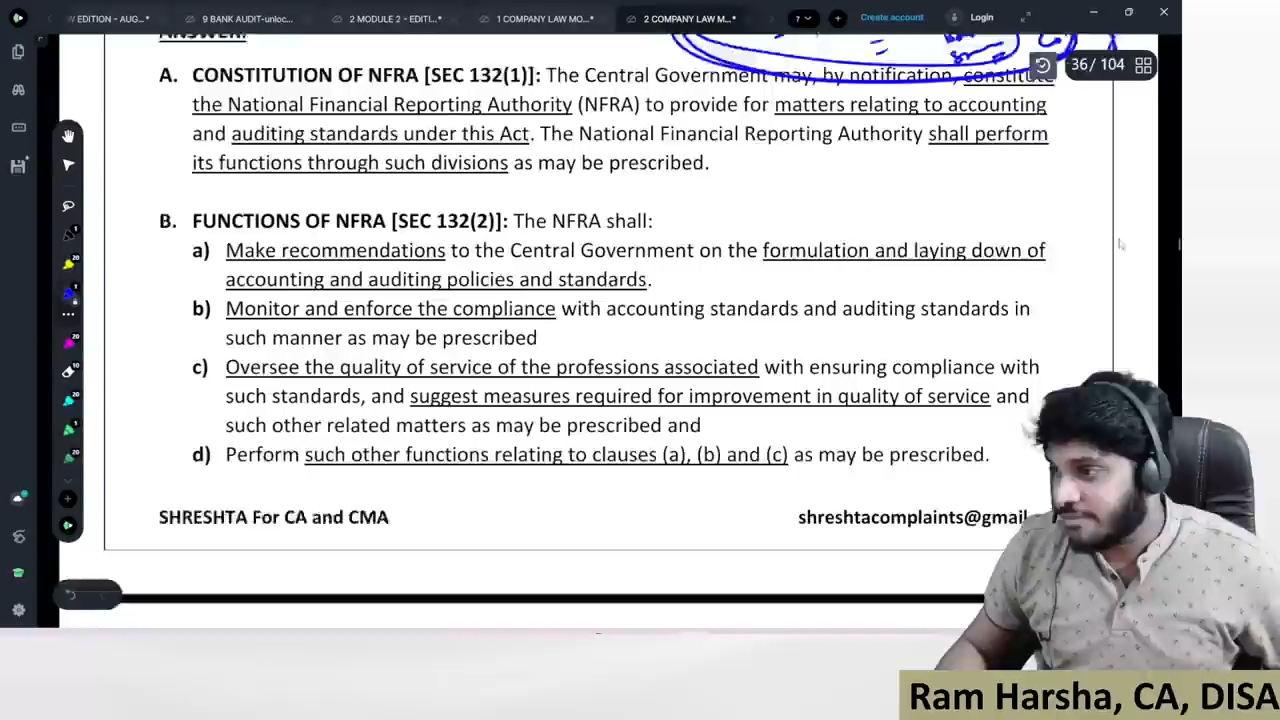 W EDITION - AUG...*
9 BANK AUDIT-unloc...
2 MODULE 2 - EDITI...*
1 COMPANY LAW MO...*
2 COMPANY LAW M...*
7
Create account
Login
ANSWER:
36 / 104
A. CONSTITUTION OF NFRA [SEC 132(1)]: The Central Government may, by notification, constitute
the National Financial Reporting Authority (NFRA) to provide for matters relating to accounting
and auditing standards under this Act. The National Financial Reporting Authority shall perform
its functions through such divisions as may be prescribed.
B. FUNCTIONS OF NFRA [SEC 132(2)]: The NFRA shall:
a) Make recommendations to the Central Government on the formulation and laying down of
accounting and auditing policies and standards.
b) Monitor and enforce the compliance with accounting standards and auditing standards in
such manner as may be prescribed
c) Oversee the quality of service of the professions associated with ensuring compliance with
such standards, and suggest measures required for improvement in quality of service and
such other related matters as may be prescribed and
d) Perform such other functions relating to clauses (a), (b) and (c) as may be prescribed.
SHRESHTA For CA and CMA
shreshtacomplaints@gmail
Ram Harsha, CA, DISA